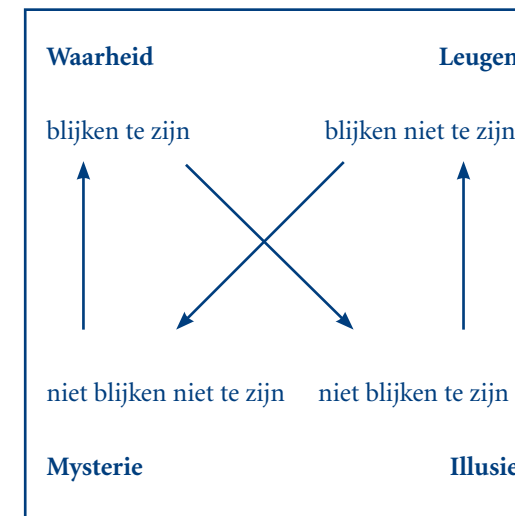 Waarheid Leugen
blijken te zijn blijken niet te zijn
niet blijken niet te zijn niet blijken te zijn
Mysterie Illusie